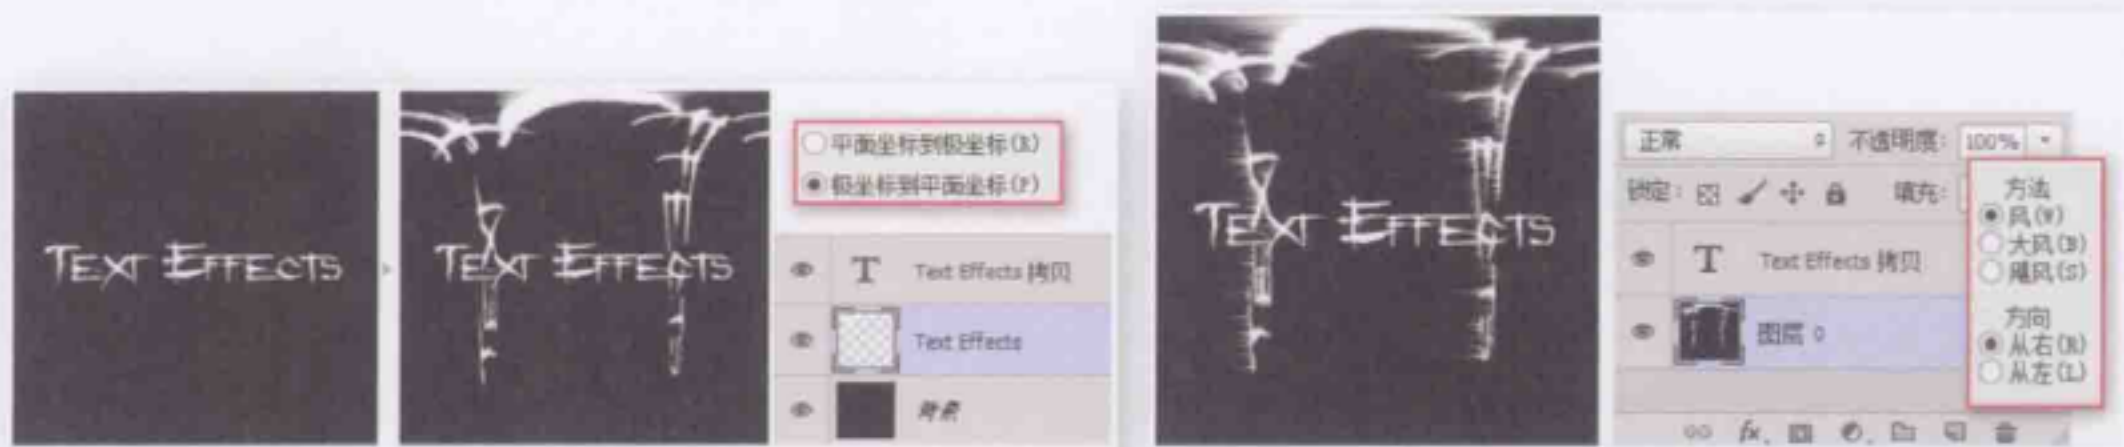 TEXT EFFECTS
TEXT EFFECTS
平面坐标到极坐标(R)
极坐标到平面坐标(P)
T Text Effects 拷贝
Text Effects
背景
TEXT EFFECTS
正常 不透明度: 100%
锁定: 填充:
T Text Effects 拷贝
图层 0
fx
方法
风(W)
大风(B)
飓风(S)
方向
从右(R)
从左(L)